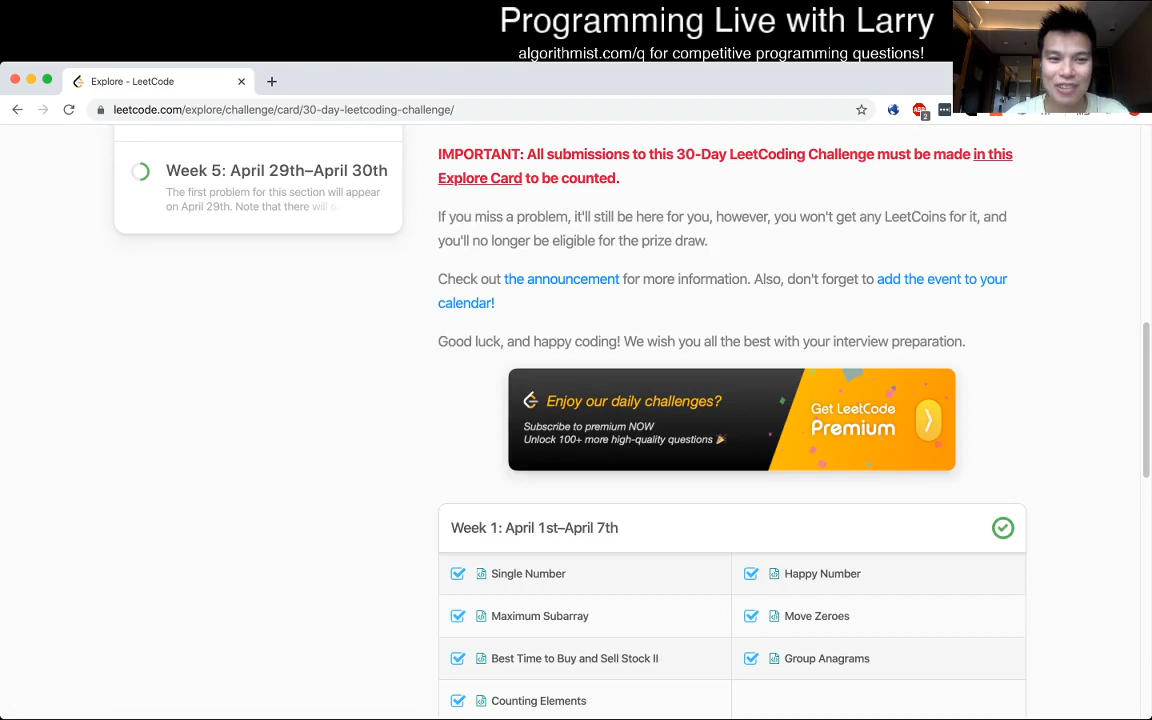 Programming Live with Larry
algorithmist.com/q for competitive programming questions!
Explore - LeetCode
leetcode.com/explore/challenge/card/30-day-leetcoding-challenge/
ABP
2
Week 5: April 29th–April 30th
The first problem for this section will appear
on April 29th. Note that there will o
IMPORTANT: All submissions to this 30-Day LeetCoding Challenge must be made in this
Explore Card to be counted.
If you miss a problem, it'll still be here for you, however, you won't get any LeetCoins for it, and
you'll no longer be eligible for the prize draw.
Check out the announcement for more information. Also, don't forget to add the event to your
calendar!
Good luck, and happy coding! We wish you all the best with your interview preparation.
Enjoy our daily challenges?
Subscribe to premium NOW
Unlock 100+ more high-quality questions
Get LeetCode
Premium
Week 1: April 1st–April 7th
Single Number
Happy Number
Maximum Subarray
Move Zeroes
Best Time to Buy and Sell Stock II
Group Anagrams
Counting Elements